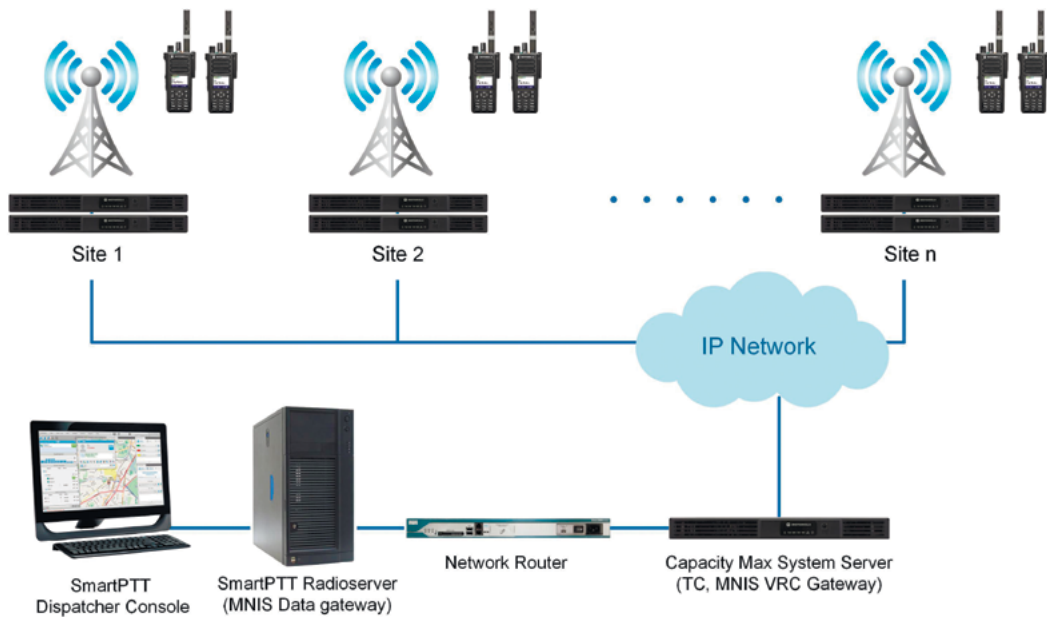 Site 1
Site 2
Site n
IP Network
SmartPTT
Dispatcher Console
SmartPTT Radioserver
(MNIS Data gateway)
Network Router
Capacity Max System Server
(TC, MNIS VRC Gateway)